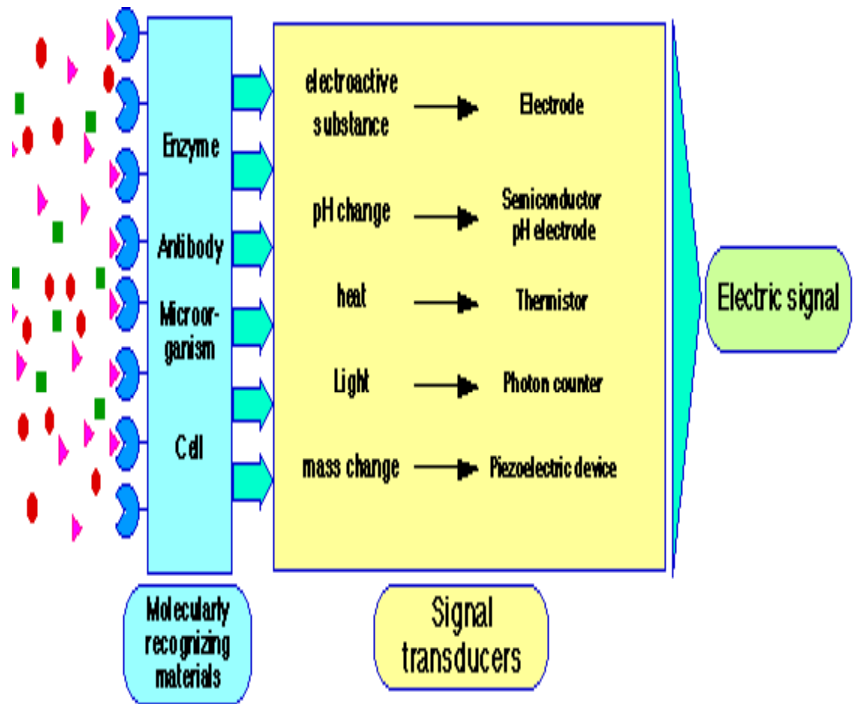 Enzyme
Antibody
Microor-
ganism
Cell
electroactive
substance
Electrode
pH change
Semiconductor
pH electrode
heat
Thermistor
Light
Photon counter
mass change
Piezoelectric device
Electric signal
Molecularly
recognizing
materials
Signal
transducers